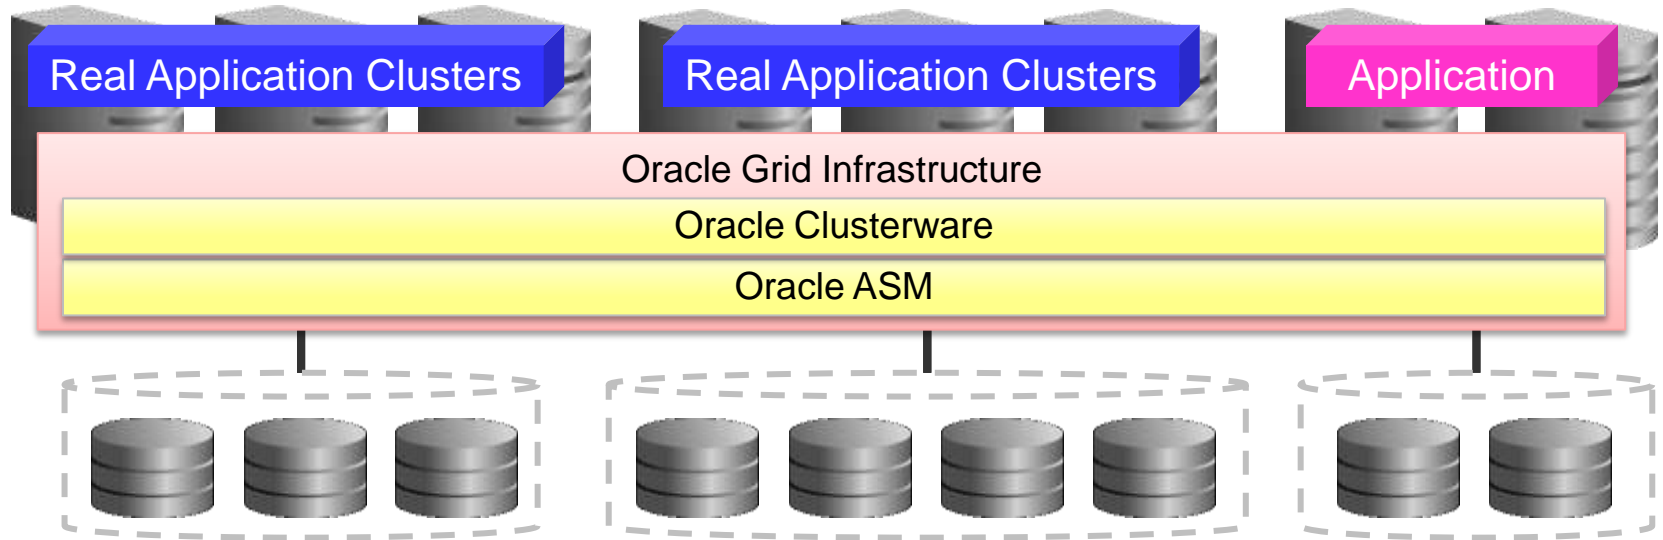 Real Application Clusters
Real Application Clusters
Application
Oracle Grid Infrastructure
Oracle Clusterware
Oracle ASM